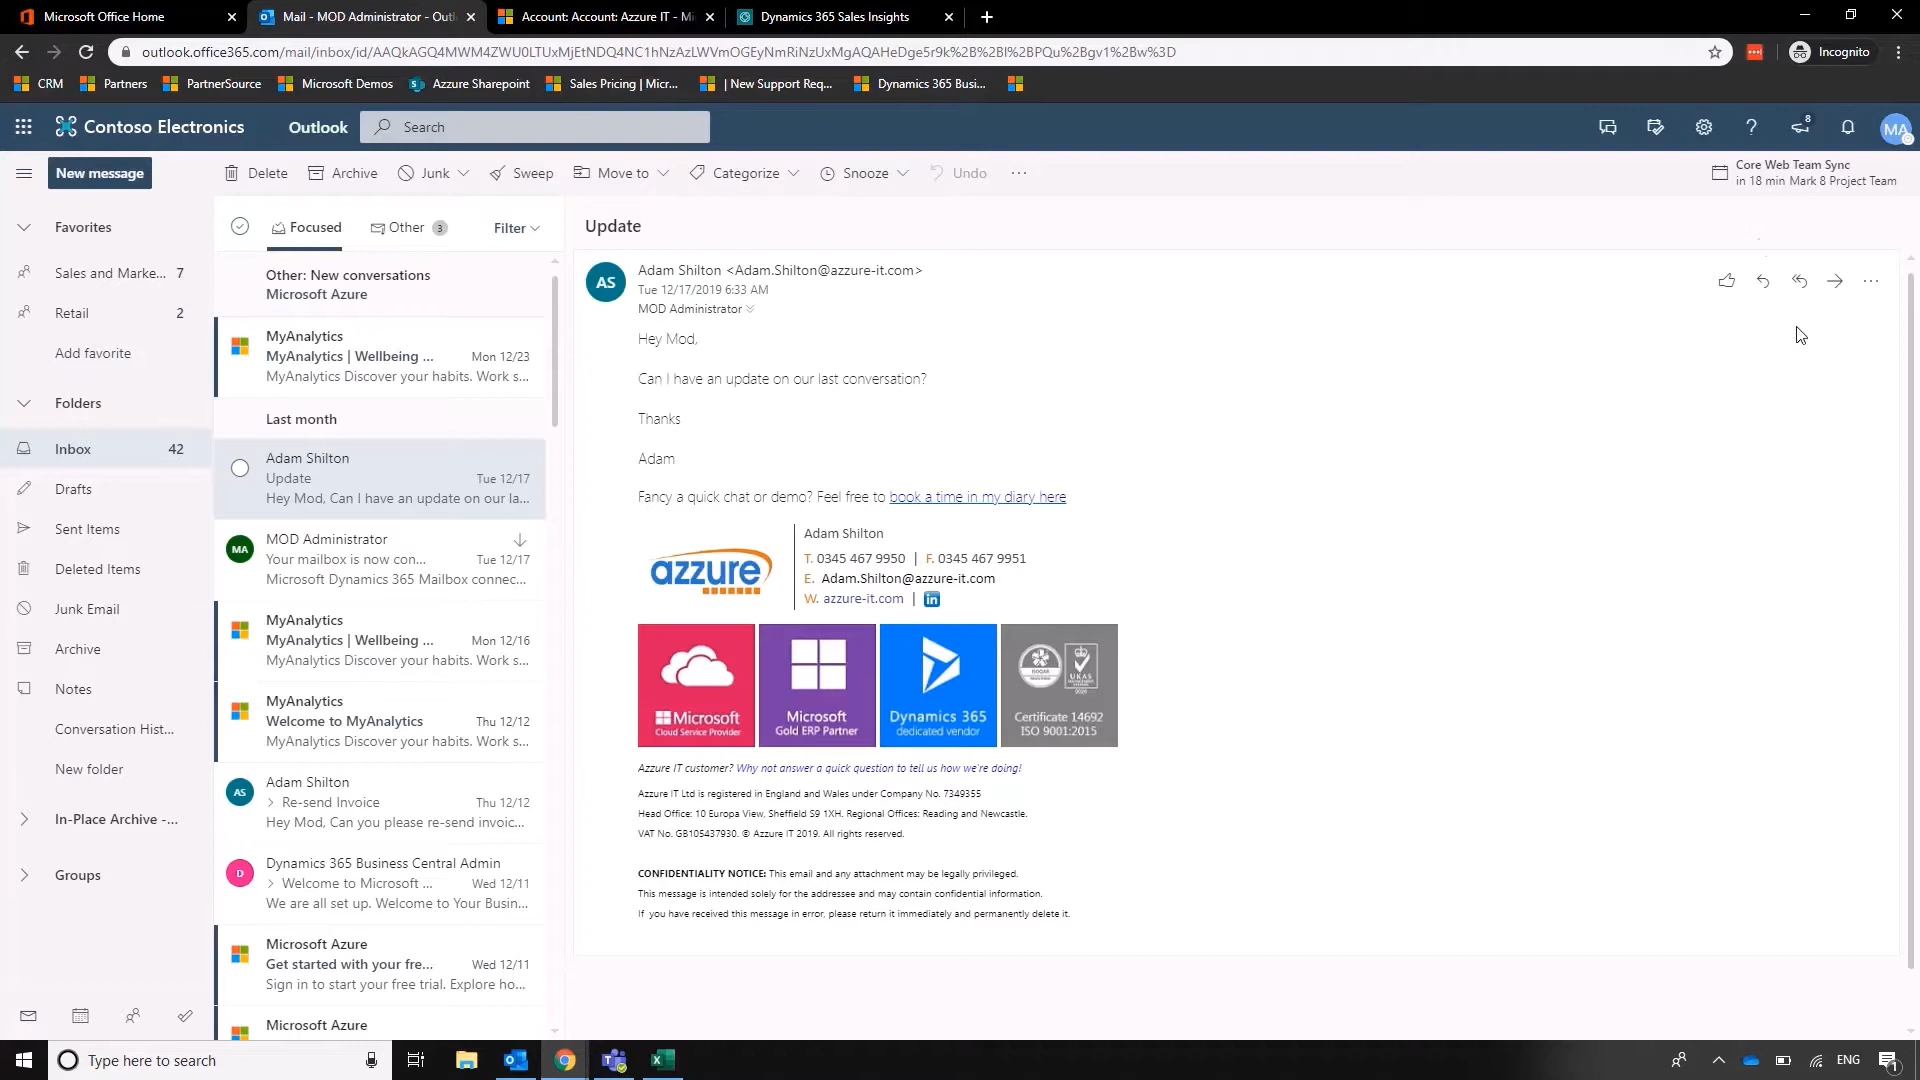 Microsoft Office Home
Mail - MOD Administrator - Outl
Account: Account: Azzure IT - Mi
Dynamics 365 Sales Insights
outlook.office365.com/mail/inbox/id/AAQkAGQ4MWM4ZWU0LTUxMjEtNDQ4NC1hNzAzLWVmOGEyNmRiNzUxMgAQAHeDge5r9k%2B%2Bl%2BPQu%2Bgv1%2Bw%3D
Incognito
CRM
Partners
PartnerSource
Microsoft Demos
Azzure Sharepoint
Sales Pricing | Micr...
| New Support Req...
Dynamics 365 Busi...
Contoso Electronics
Outlook
Search
8
MA
New message
Delete
Archive
Junk
Sweep
Move to
Categorize
Snooze
Undo
Core Web Team Sync
in 18 min Mark 8 Project Team
Favorites
Sales and Marke... 7
Retail 2
Add favorite
Folders
Inbox 42
Drafts
Sent Items
Deleted Items
Junk Email
Archive
Notes
Conversation Hist...
New folder
In-Place Archive -...
Groups
Focused
Other 3
Filter
Other: New conversations
Microsoft Azure
MyAnalytics
MyAnalytics | Wellbeing ... Mon 12/23
MyAnalytics Discover your habits. Work s...
Last month
Adam Shilton
Update Tue 12/17
Hey Mod, Can I have an update on our la...
MA
MOD Administrator
Your mailbox is now con... Tue 12/17
Microsoft Dynamics 365 Mailbox connec...
MyAnalytics
MyAnalytics | Wellbeing ... Mon 12/16
MyAnalytics Discover your habits. Work s...
MyAnalytics
Welcome to MyAnalytics Thu 12/12
MyAnalytics Discover your habits. Work s...
AS
Adam Shilton
Re-send Invoice Thu 12/12
Hey Mod, Can you please re-send invoic...
D
Dynamics 365 Business Central Admin
Welcome to Microsoft ... Wed 12/11
We are all set up. Welcome to Your Busin...
Microsoft Azure
Get started with your fre... Wed 12/11
Sign in to start your free trial. Explore ho...
Microsoft Azure
Update
AS
Adam Shilton <Adam.Shilton@azzure-it.com>
Tue 12/17/2019 6:33 AM
MOD Administrator
Hey Mod,
Can I have an update on our last conversation?
Thanks
Adam
Fancy a quick chat or demo? Feel free to book a time in my diary here
azzure
Adam Shilton
T. 0345 467 9950 | F. 0345 467 9951
E. Adam.Shilton@azzure-it.com
W. azzure-it.com | in
Microsoft
Cloud Service Provider
Microsoft
Gold ERP Partner
Dynamics 365
dedicated vendor
UKAS
Certificate 14692
ISO 9001:2015
Azzure IT customer? Why not answer a quick question to tell us how we're doing!
Azzure IT Ltd is registered in England and Wales under Company No. 7349355
Head Office: 10 Europa View, Sheffield S9 1XH. Regional Offices: Reading and Newcastle.
VAT No. GB105437930. © Azzure IT 2019. All rights reserved.
CONFIDENTIALITY NOTICE: This email and any attachment may be legally privileged.
This message is intended solely for the addressee and may contain confidential information.
If you have received this message in error, please return it immediately and permanently delete it.
Type here to search
ENG
1